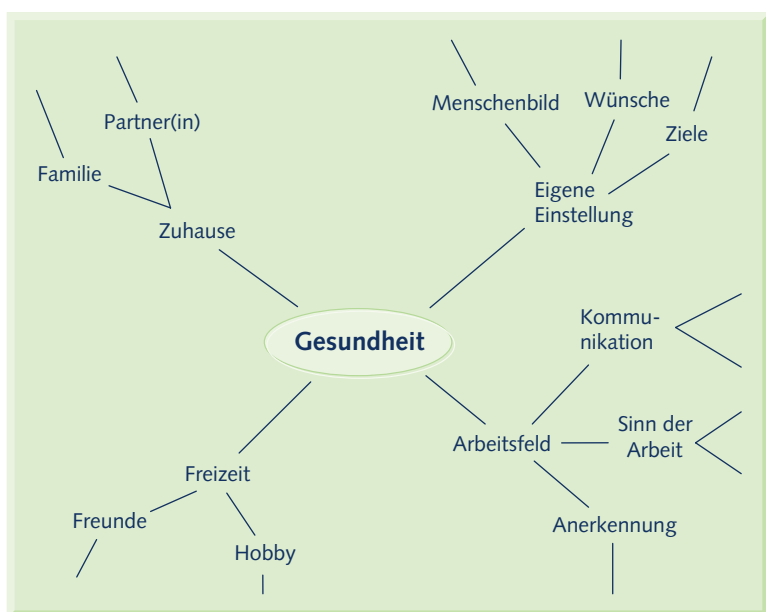 Menschenbild
Wünsche
Partner(in)
Ziele
Familie
Eigene
Einstellung
Zuhause
Kommu-
nikation
Gesundheit
Sinn der
Arbeit
Arbeitsfeld
Freizeit
Freunde
Anerkennung
Hobby